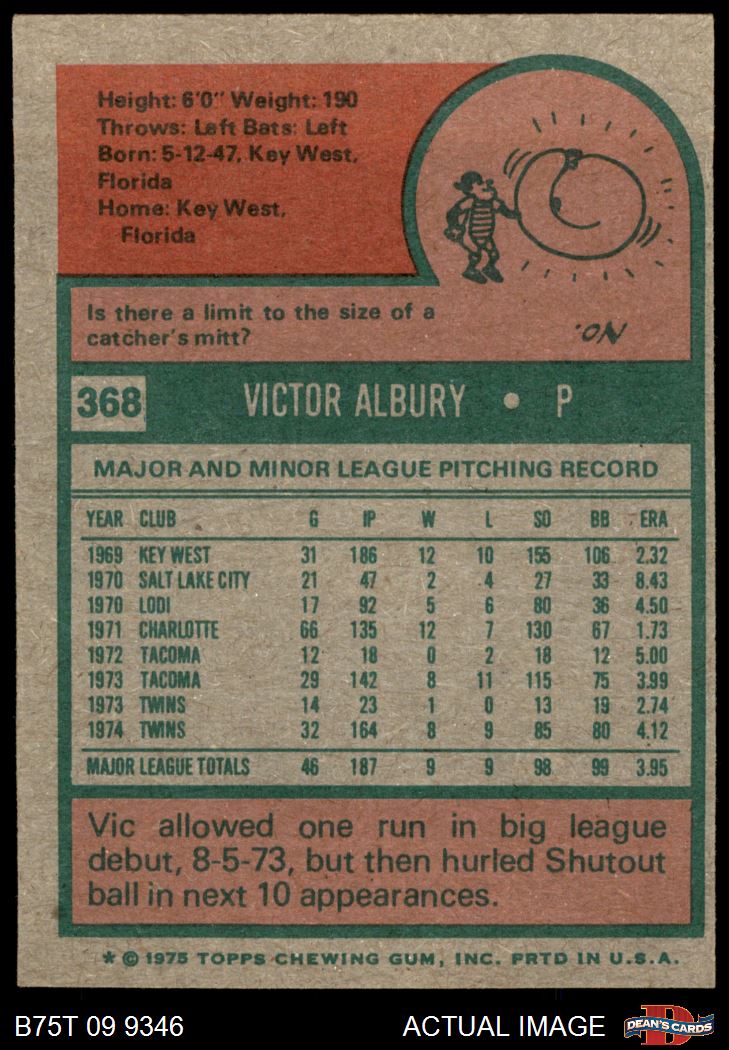 Height: 6'0" Weight: 190
Throws: Left Bats: Left
Born: 5-12-47, Key West,
Florida
Home: Key West,
Florida
Is there a limit to the size of a
catcher's mitt?
No.
368 VICTOR ALBURY • P
MAJOR AND MINOR LEAGUE PITCHING RECORD
YEAR CLUB G IP W L SO BB ERA
1969 KEY WEST 31 186 12 10 155 106 2.32
1970 SALT LAKE CITY 21 47 2 4 27 33 8.43
1970 LODI 17 92 5 6 80 36 4.50
1971 CHARLOTTE 66 135 12 7 130 67 1.73
1972 TACOMA 12 18 0 2 18 12 5.00
1973 TACOMA 29 142 8 11 115 75 3.99
1973 TWINS 14 23 1 0 13 19 2.74
1974 TWINS 32 164 8 9 85 80 4.12
MAJOR LEAGUE TOTALS 46 187 9 9 98 99 3.95
Vic allowed one run in big league
debut, 8-5-73, but then hurled Shutout
ball in next 10 appearances.
* © 1975 TOPPS CHEWING GUM, INC. PRTD IN U.S.A.
B75T 09 9346 ACTUAL IMAGE DEAN'S CARDS